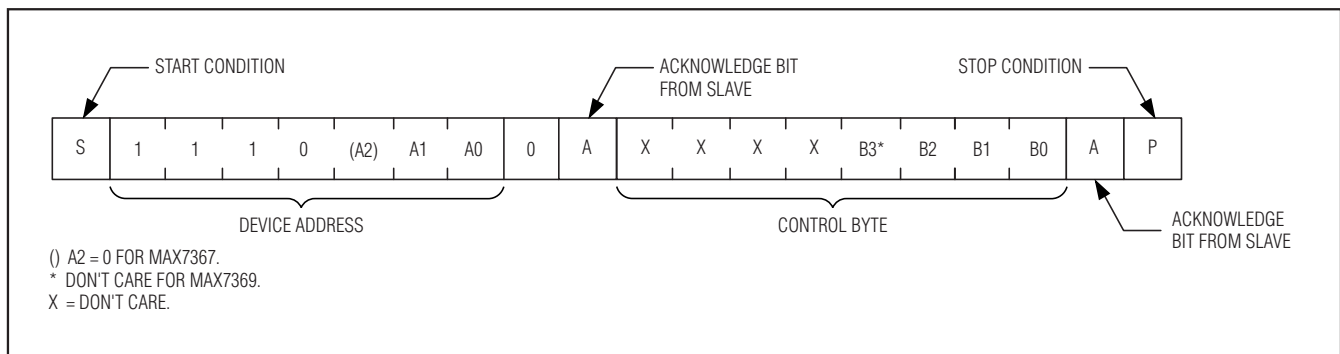 START CONDITION
ACKNOWLEDGE BIT
FROM SLAVE
STOP CONDITION
S 1 1 1 0 (A2) A1 A0 0 A X X X X B3* B2 B1 B0 A P
DEVICE ADDRESS
CONTROL BYTE
ACKNOWLEDGE
BIT FROM SLAVE
() A2 = 0 FOR MAX7367.
* DON'T CARE FOR MAX7369.
X = DON'T CARE.